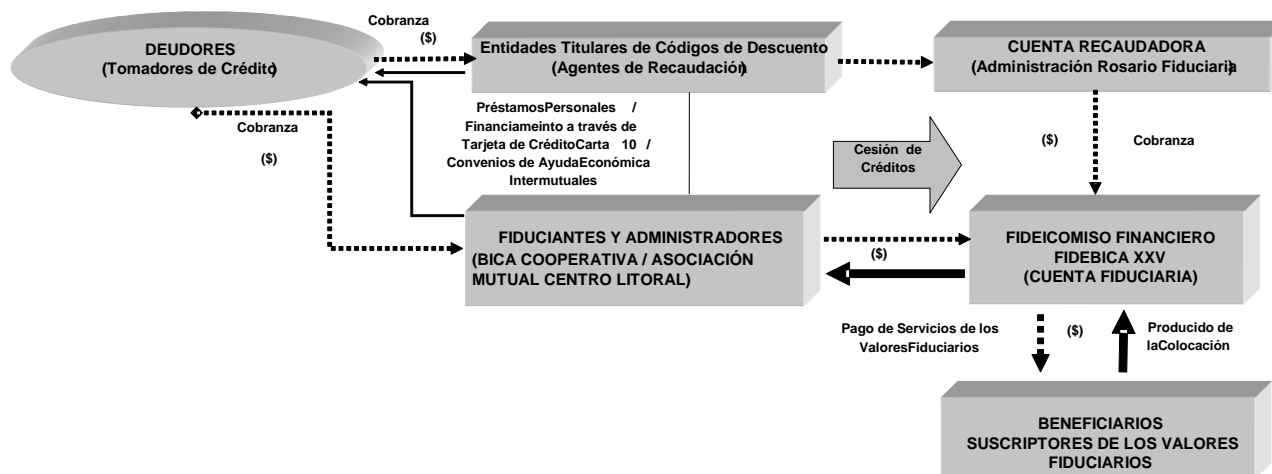 DEUDORES
(Tomadores de Crédito)
Cobranza
($)
Entidades Titulares de Códigos de Descuento
(Agentes de Recaudación)
CUENTA RECAUDADORA
(Administración Rosario Fiduciaria)
Cobranza
($)
PréstamosPersonales /
Financiameinto a través de
Tarjeta de CréditoCarta 10 /
Convenios de AyudaEconómica
Intermutuales
Cesión de
Créditos
($)
Cobranza
FIDUCIANTES Y ADMINISTRADORES
(BICA COOPERATIVA / ASOCIACIÓN
MUTUAL CENTRO LITORAL)
($)
FIDEICOMISO FINANCIERO
FIDEBICA XXV
(CUENTA FIDUCIARIA)
Pago de Servicios de los
ValoresFiduciarios
($)
Producido de
laColocación
BENEFICIARIOS
SUSCRIPTORES DE LOS VALORES
FIDUCIARIOS